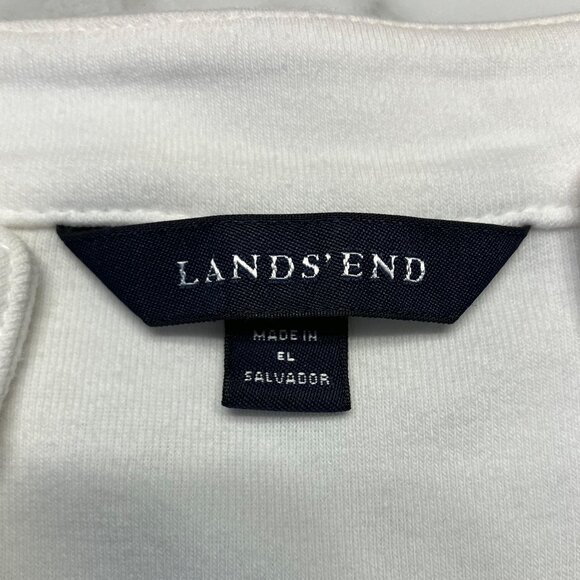 LANDS' END
MADE IN
EL
SALVADOR